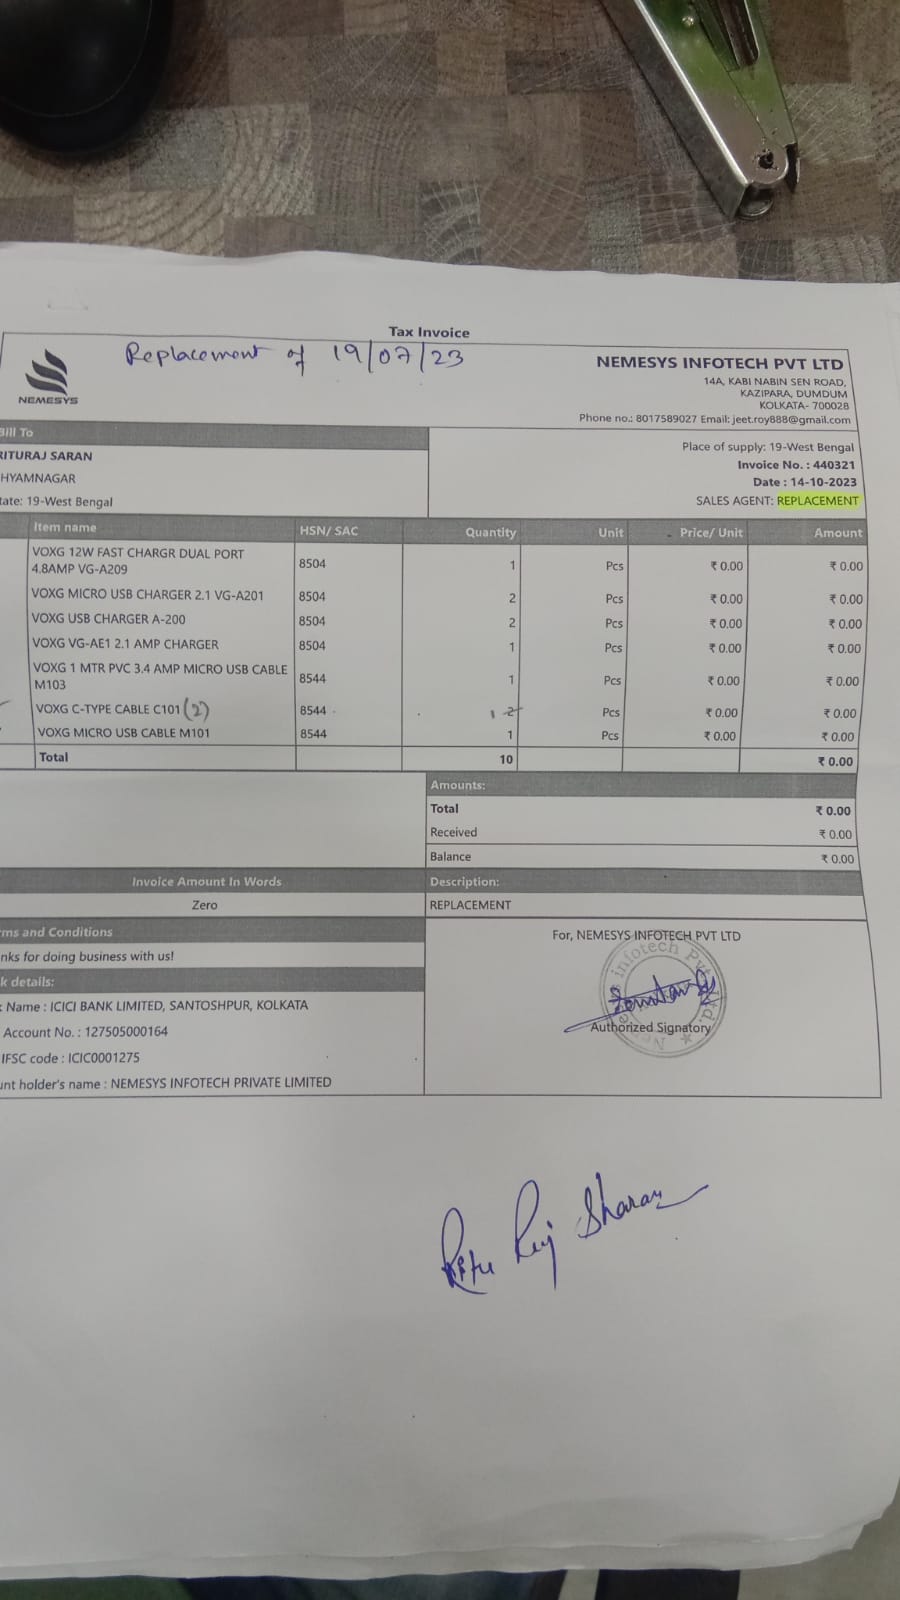 Tax Invoice
Replacement of 19/07/23
NEMESYS
NEMESYS INFOTECH PVT LTD
14A, KABI NABIN SEN ROAD,
KAZIPARA, DUMDUM
KOLKATA- 700028
Phone no.: 8017589027 Email: jeet.roy888@gmail.com
Bill To
RITURAJ SARAN
HYAMNAGAR
tate: 19-West Bengal
Place of supply: 19-West Bengal
Invoice No. : 440321
Date : 14-10-2023
SALES AGENT: REPLACEMENT
Item name HSN/ SAC Quantity Unit Price/ Unit Amount
VOXG 12W FAST CHARGR DUAL PORT
4.8AMP VG-A209 8504 1 Pcs ₹ 0.00 ₹ 0.00
VOXG MICRO USB CHARGER 2.1 VG-A201 8504 2 Pcs ₹ 0.00 ₹ 0.00
VOXG USB CHARGER A-200 8504 2 Pcs ₹ 0.00 ₹ 0.00
VOXG VG-AE1 2.1 AMP CHARGER 8504 1 Pcs ₹ 0.00 ₹ 0.00
VOXG 1 MTR PVC 3.4 AMP MICRO USB CABLE
M103 8544 1 Pcs ₹ 0.00 ₹ 0.00
VOXG C-TYPE CABLE C101 (2) 8544 1 2 Pcs ₹ 0.00 ₹ 0.00
VOXG MICRO USB CABLE M101 8544 1 Pcs ₹ 0.00 ₹ 0.00
Total 10 ₹ 0.00
Amounts:
Total ₹ 0.00
Received ₹ 0.00
Balance ₹ 0.00
Invoice Amount In Words
Zero
Description:
REPLACEMENT
ms and Conditions
nks for doing business with us!
k details:
Name : ICICI BANK LIMITED, SANTOSHPUR, KOLKATA
Account No. : 127505000164
IFSC code : ICIC0001275
unt holder's name : NEMESYS INFOTECH PRIVATE LIMITED
For, NEMESYS INFOTECH PVT LTD
infotech Pvt. Ltd.
Authorized Signatory
Ritu Raj Sharan